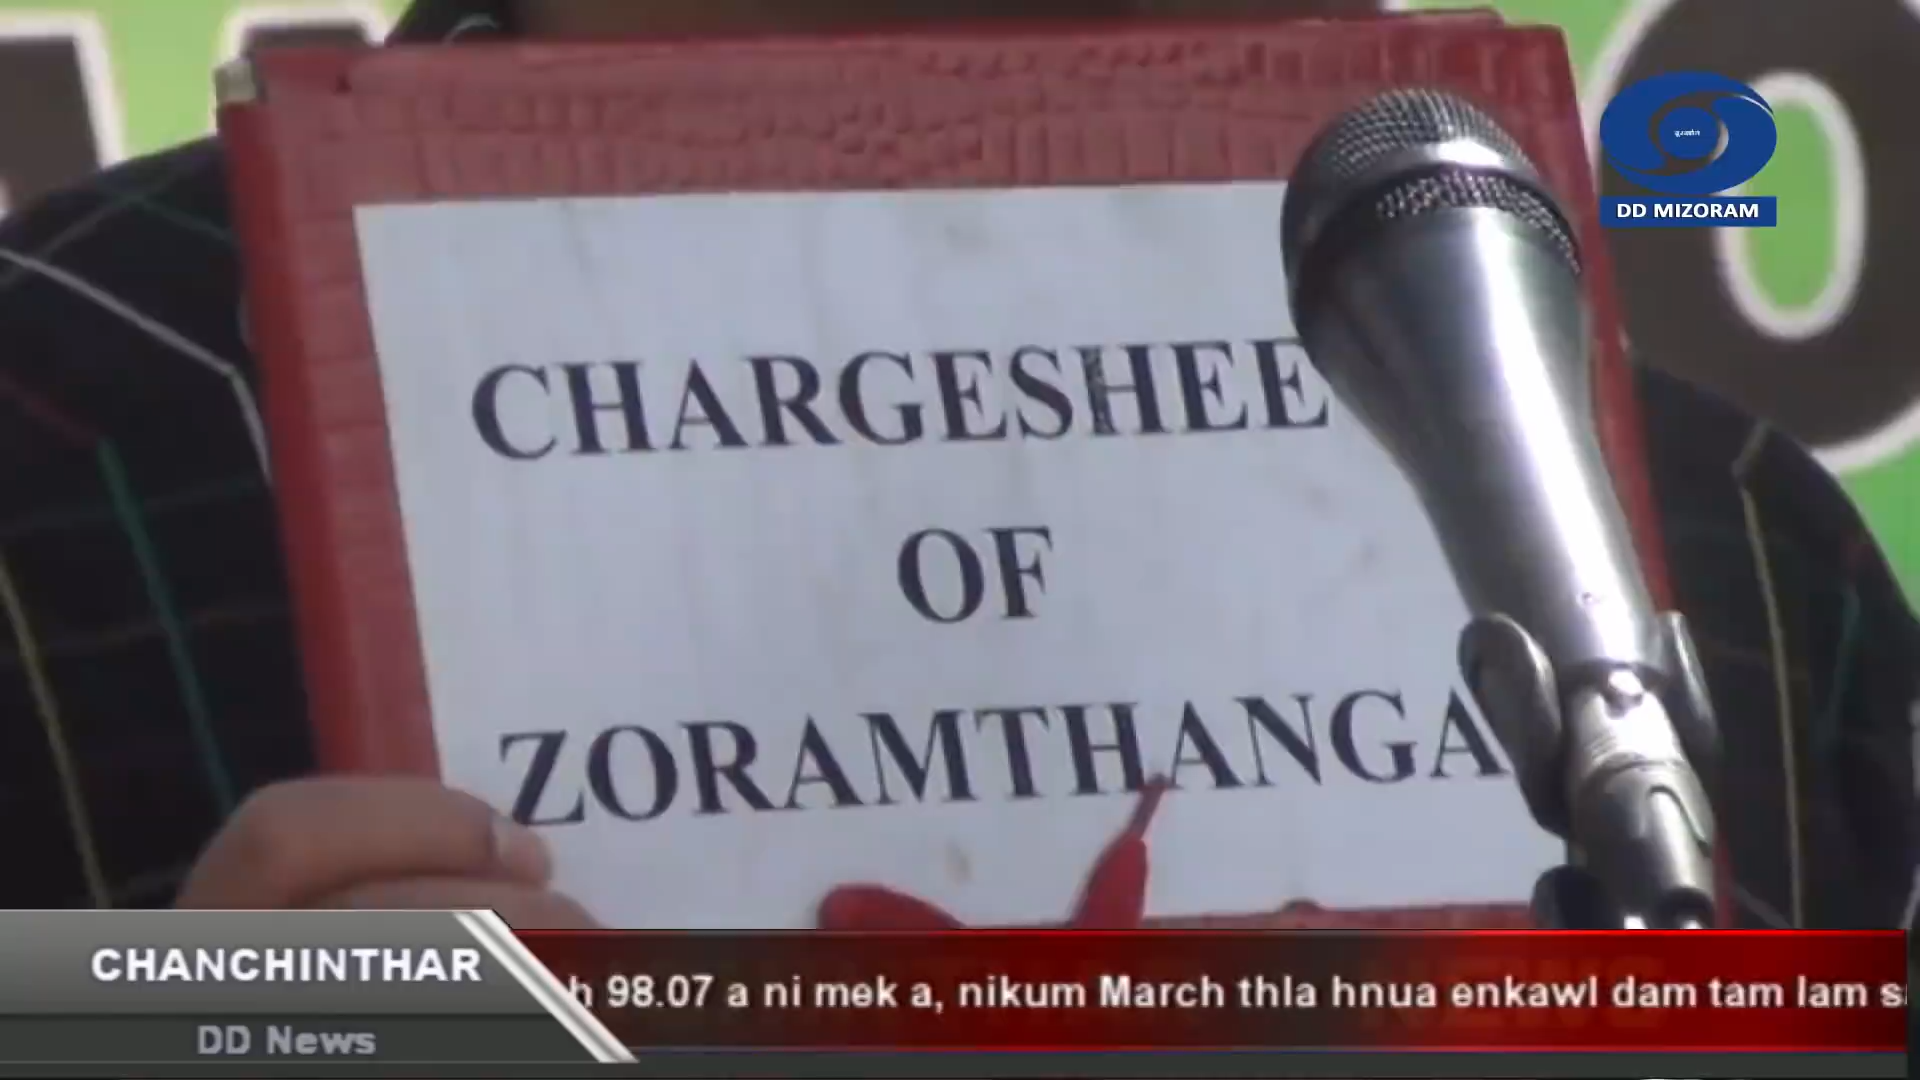 DD MIZORAM
CHARGESHEE
OF
ZORAMTHANGA
CHANCHINTHAR
DD News
h 98.07 a ni mek a, nikum March thla hnua enkawl dam tam lam